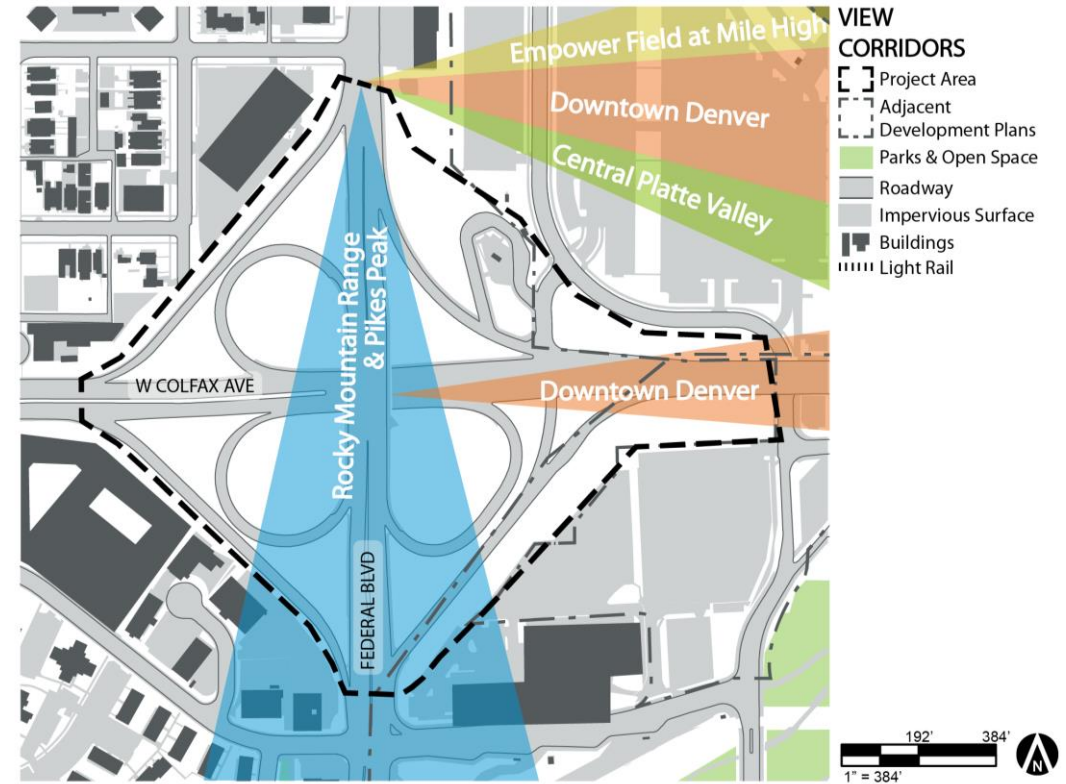 Empower Field at Mile High
Downtown Denver
Central Platte Valley
Rocky Mountain Range
& Pikes Peak
W COLFAX AVE
Downtown Denver
FEDERAL BLVD
VIEW
CORRIDORS
Project Area
Adjacent
Development Plans
Parks & Open Space
Roadway
Impervious Surface
Buildings
Light Rail
192' 384'
1" = 384'
N